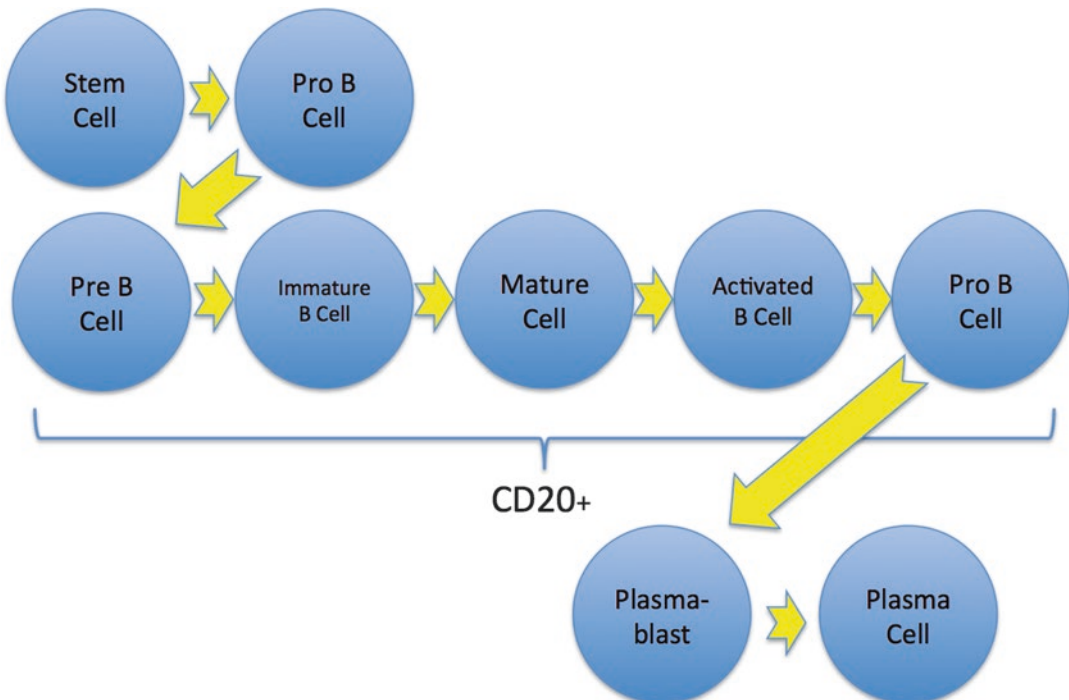 Stem
Cell
Pro B
Cell
Pre B
Cell
Immature
B Cell
Mature
Cell
Activated
B Cell
Pro B
Cell
CD20+
Plasma-
blast
Plasma
Cell